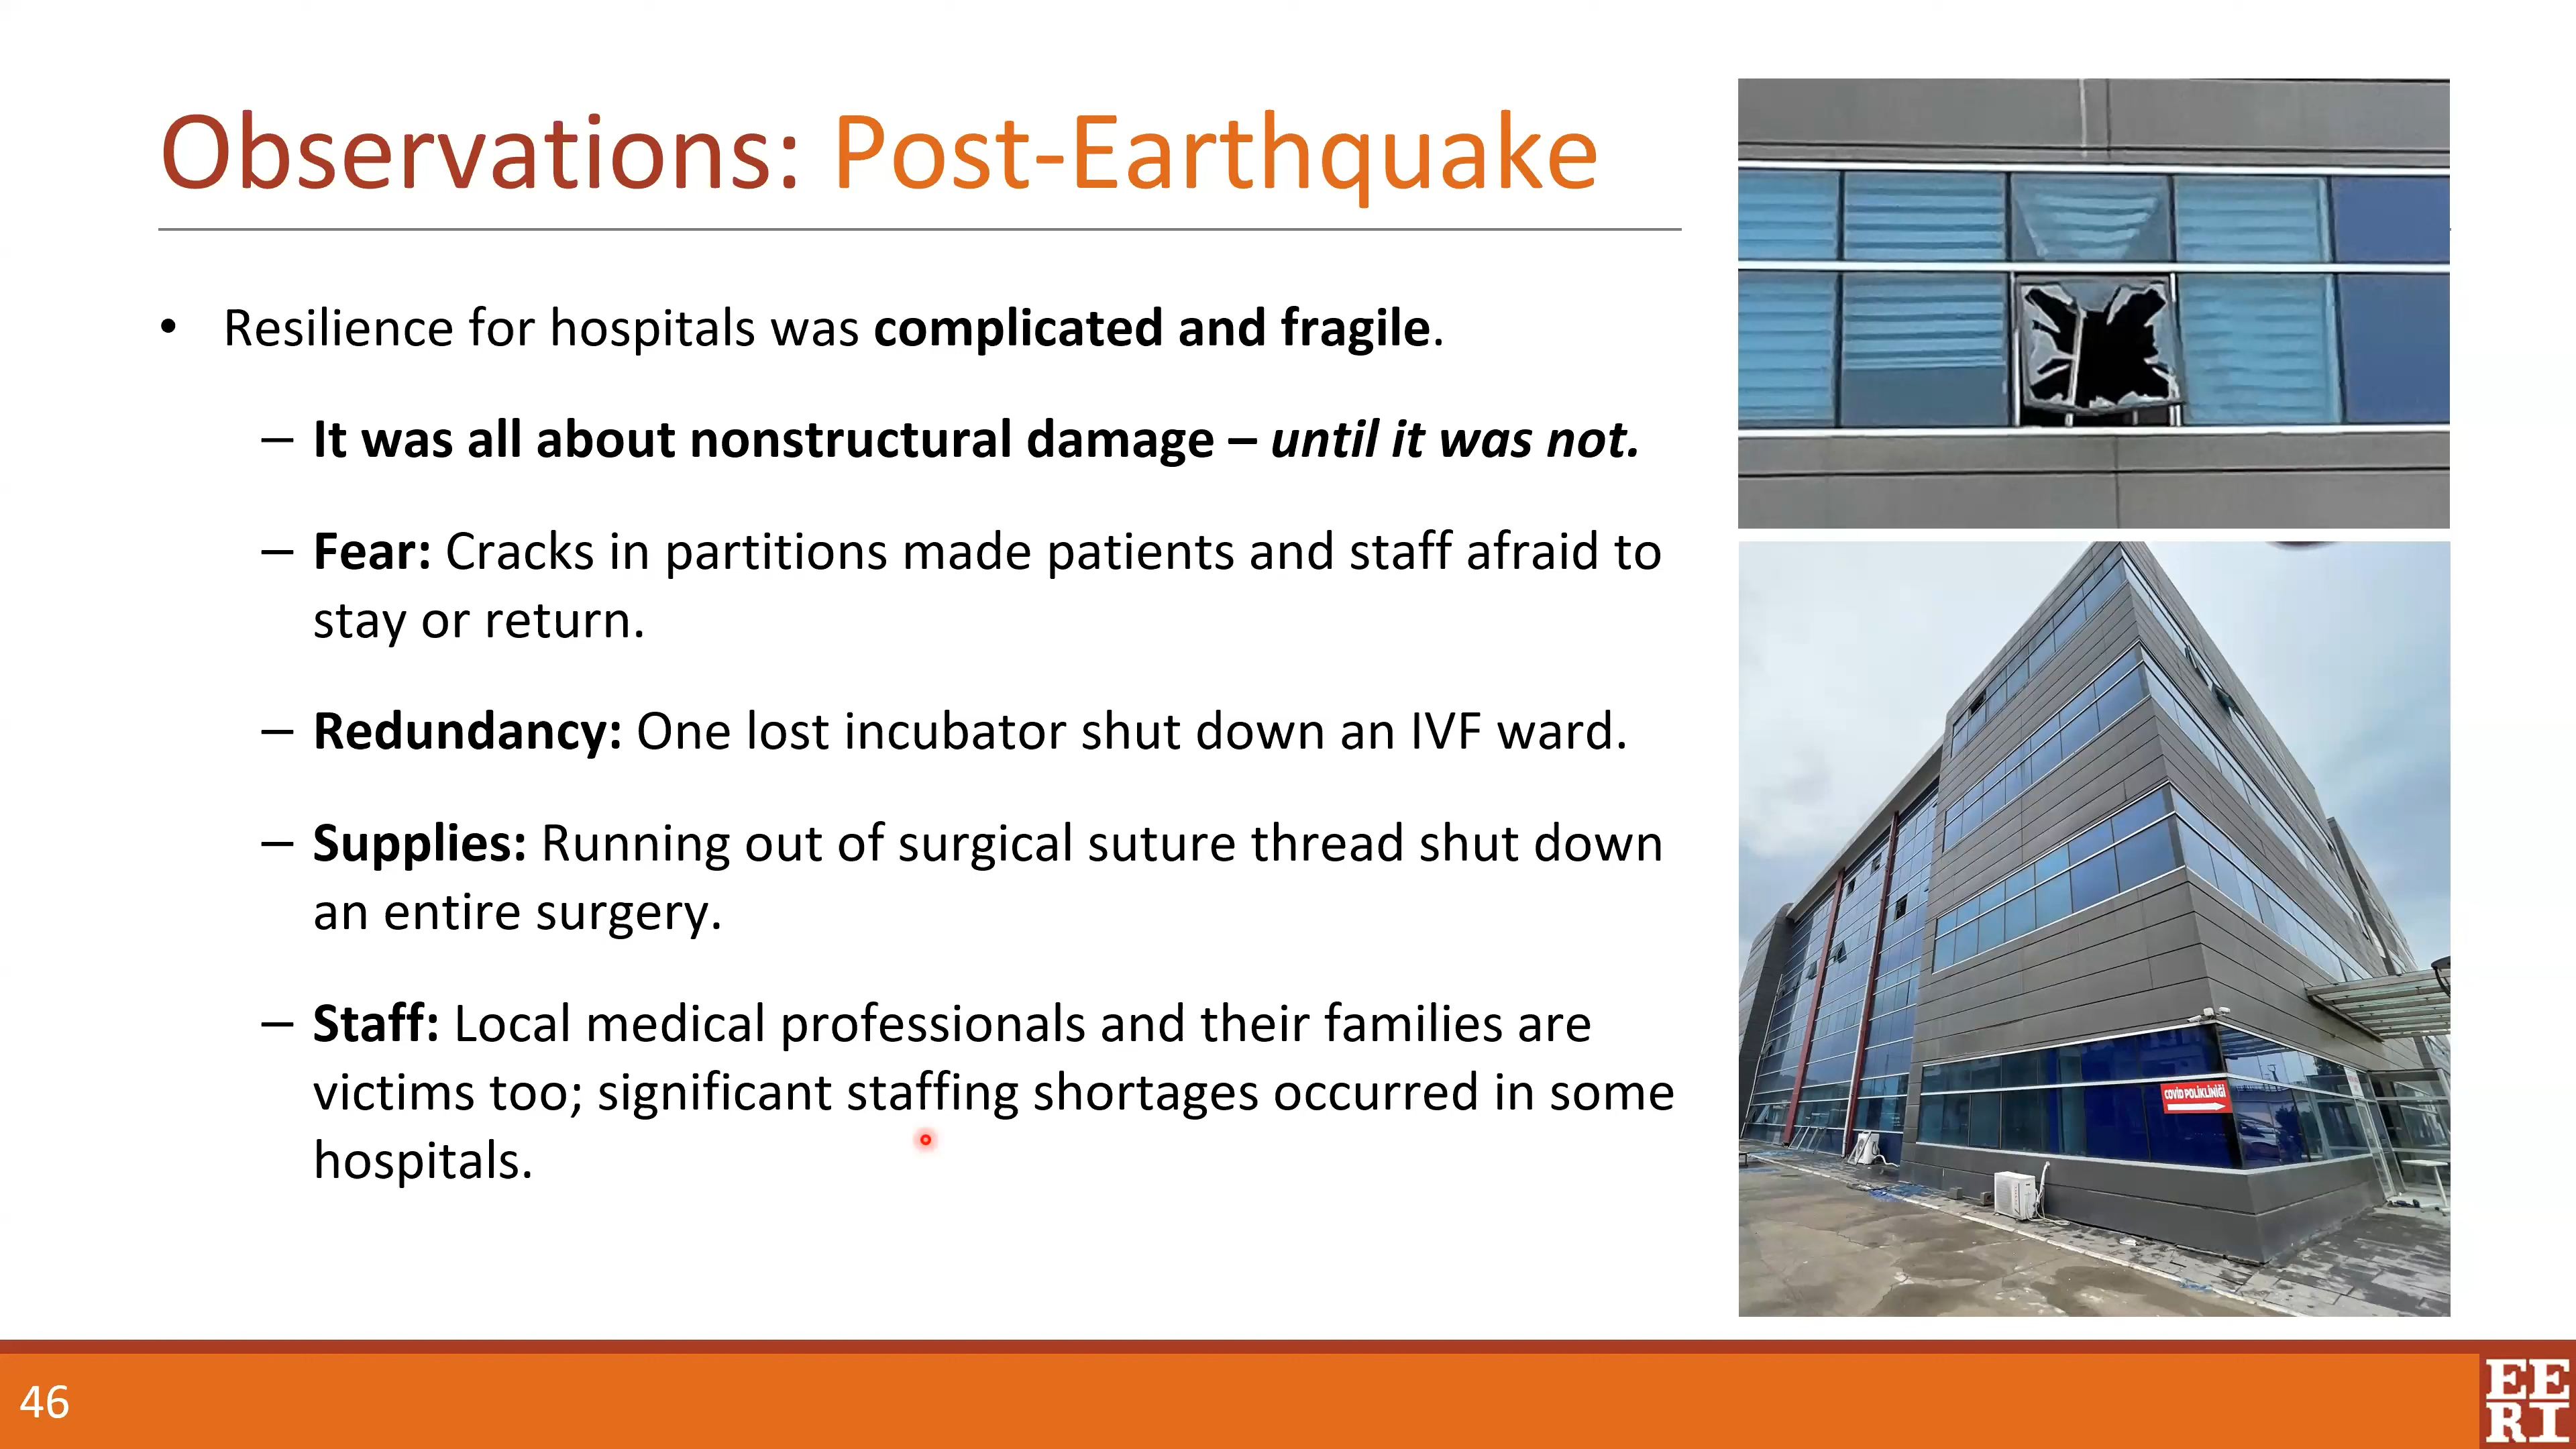 Observations: Post-Earthquake
• Resilience for hospitals was complicated and fragile.
– It was all about nonstructural damage – until it was not.
– Fear: Cracks in partitions made patients and staff afraid to
stay or return.
– Redundancy: One lost incubator shut down an IVF ward.
– Supplies: Running out of surgical suture thread shut down
an entire surgery.
– Staff: Local medical professionals and their families are
victims too; significant staffing shortages occurred in some
hospitals.
COVİD POLİKLİNİĞİ
46
EE
RI